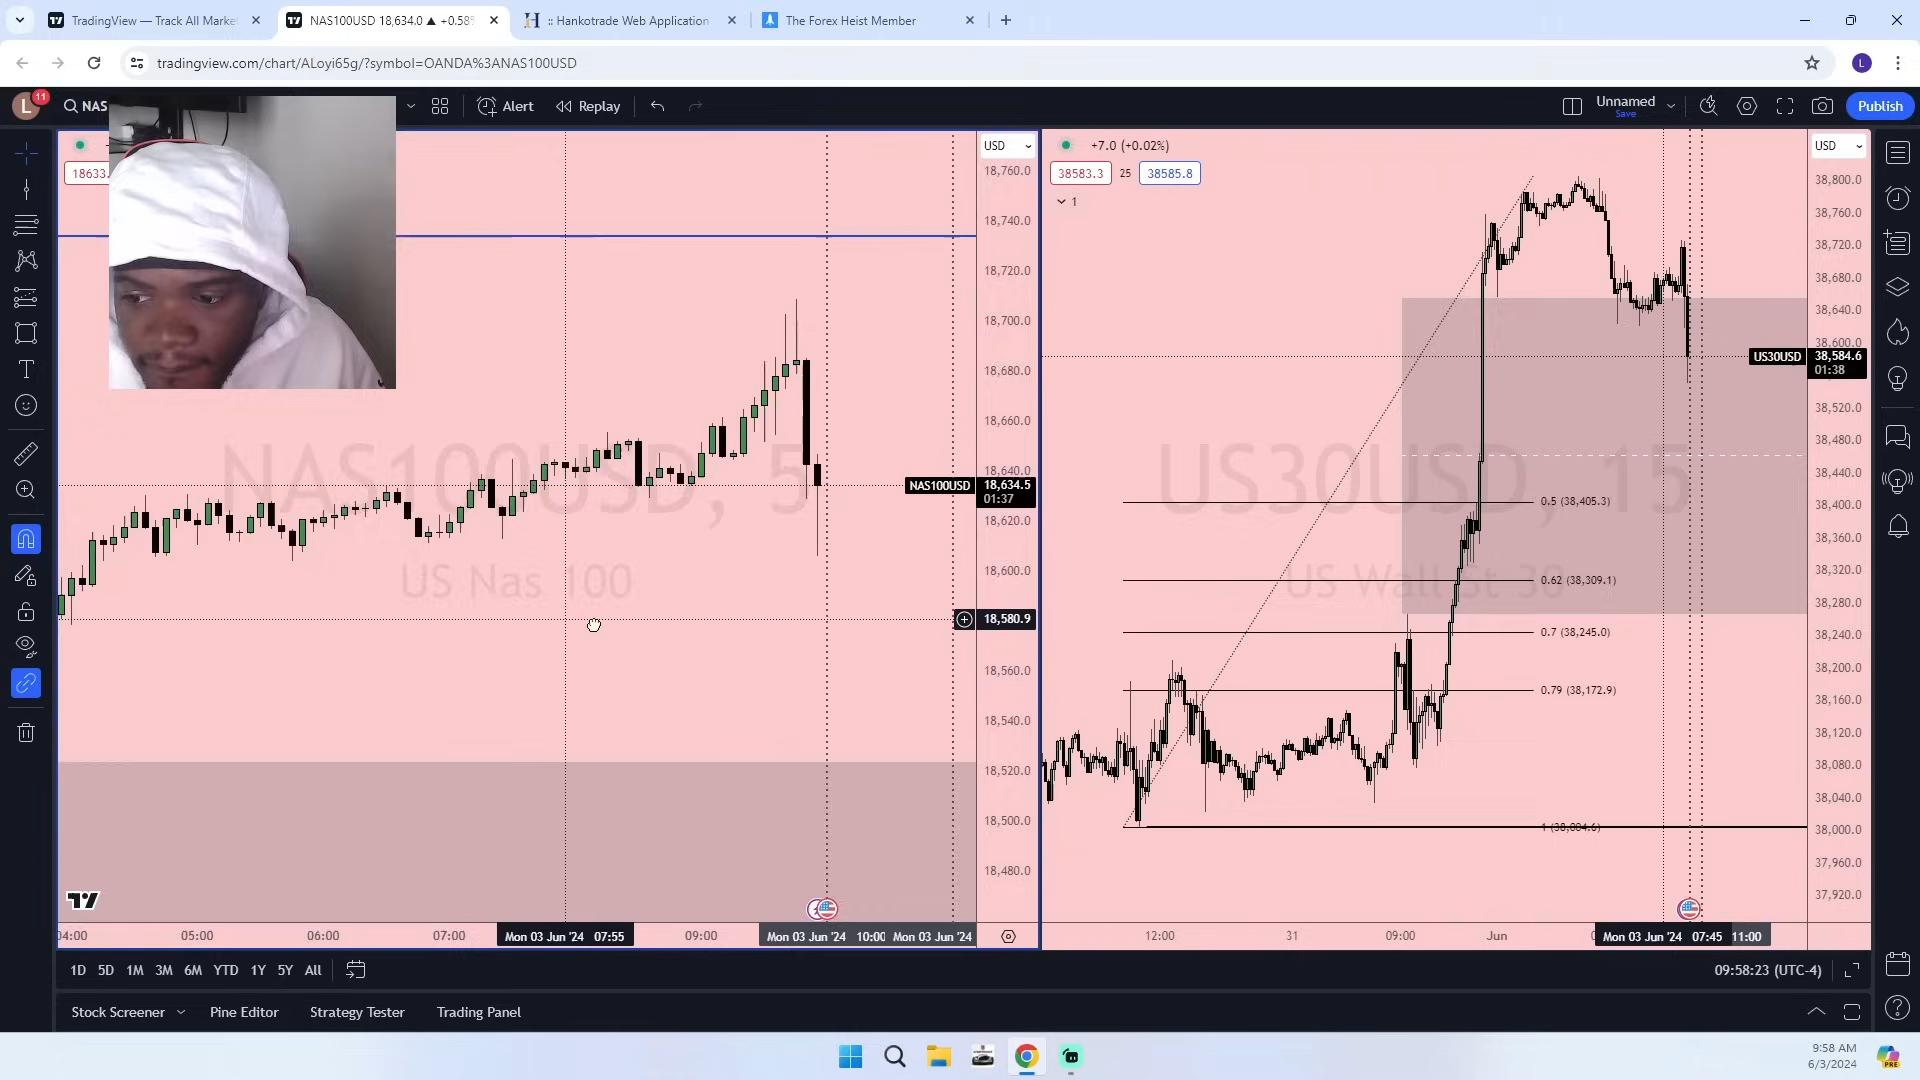 TradingView — Track All Marke
NAS100USD 18,634.0 ▲ +0.58%
:: Hankotrade Web Application
The Forex Heist Member
tradingview.com/chart/ALoyi65g/?symbol=OANDA%3ANAS100USD
L
L
11
NAS
Alert
Replay
Unnamed
Save
Publish
18633.
USD
+7.0 (+0.02%)
38583.3
25
38585.8
1
USD
NAS100USD, 5
US Nas 100
18,760.0
18,740.0
18,720.0
18,700.0
18,680.0
18,660.0
18,640.0
NAS100USD
18,634.5
01:37
18,620.0
18,600.0
18,580.9
18,560.0
18,540.0
18,520.0
18,500.0
18,480.0
US30USD, 15
US Wall St 30
0.5 (38,405.3)
0.62 (38,309.1)
0.7 (38,245.0)
0.79 (38,172.9)
1 (38,004.6)
38,800.0
38,760.0
38,720.0
38,680.0
38,640.0
38,600.0
US30USD
38,584.6
01:38
38,520.0
38,480.0
38,440.0
38,400.0
38,360.0
38,320.0
38,280.0
38,240.0
38,200.0
38,160.0
38,120.0
38,080.0
38,040.0
38,000.0
37,960.0
37,920.0
04:00
05:00
06:00
07:00
Mon 03 Jun '24 07:55
09:00
Mon 03 Jun '24 10:00
Mon 03 Jun '24
12:00
31
09:00
Jun
Mon 03 Jun '24 07:45
11:00
1D 5D 1M 3M 6M YTD 1Y 5Y All
09:58:23 (UTC-4)
Stock Screener
Pine Editor
Strategy Tester
Trading Panel
9:58 AM
6/3/2024
PRE